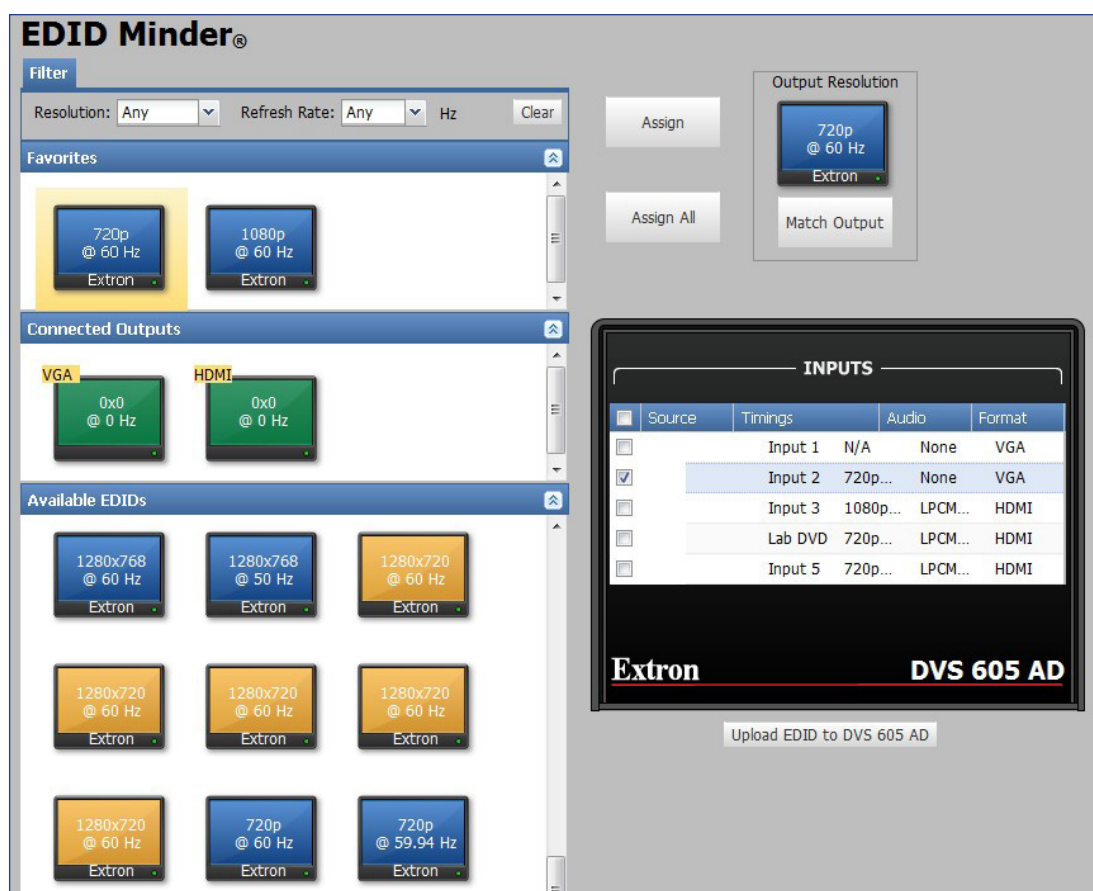 EDID Minder®
Filter
Resolution: Any Refresh Rate: Any Hz Clear
Favorites
720p
@ 60 Hz
Extron
1080p
@ 60 Hz
Extron
Connected Outputs
VGA
0x0
@ 0 Hz
HDMI
0x0
@ 0 Hz
Available EDIDs
1280x768
@ 60 Hz
Extron
1280x768
@ 50 Hz
Extron
1280x720
@ 60 Hz
Extron
1280x720
@ 60 Hz
Extron
1280x720
@ 60 Hz
Extron
1280x720
@ 60 Hz
Extron
1280x720
@ 60 Hz
Extron
720p
@ 60 Hz
Extron
720p
@ 59.94 Hz
Extron
Assign
Assign All
Output Resolution
720p
@ 60 Hz
Extron
Match Output
INPUTS
Source Timings Audio Format
Input 1 N/A None VGA
Input 2 720p... None VGA
Input 3 1080p... LPCM... HDMI
Lab DVD 720p... LPCM... HDMI
Input 5 720p... LPCM... HDMI
Extron DVS 605 AD
Upload EDID to DVS 605 AD